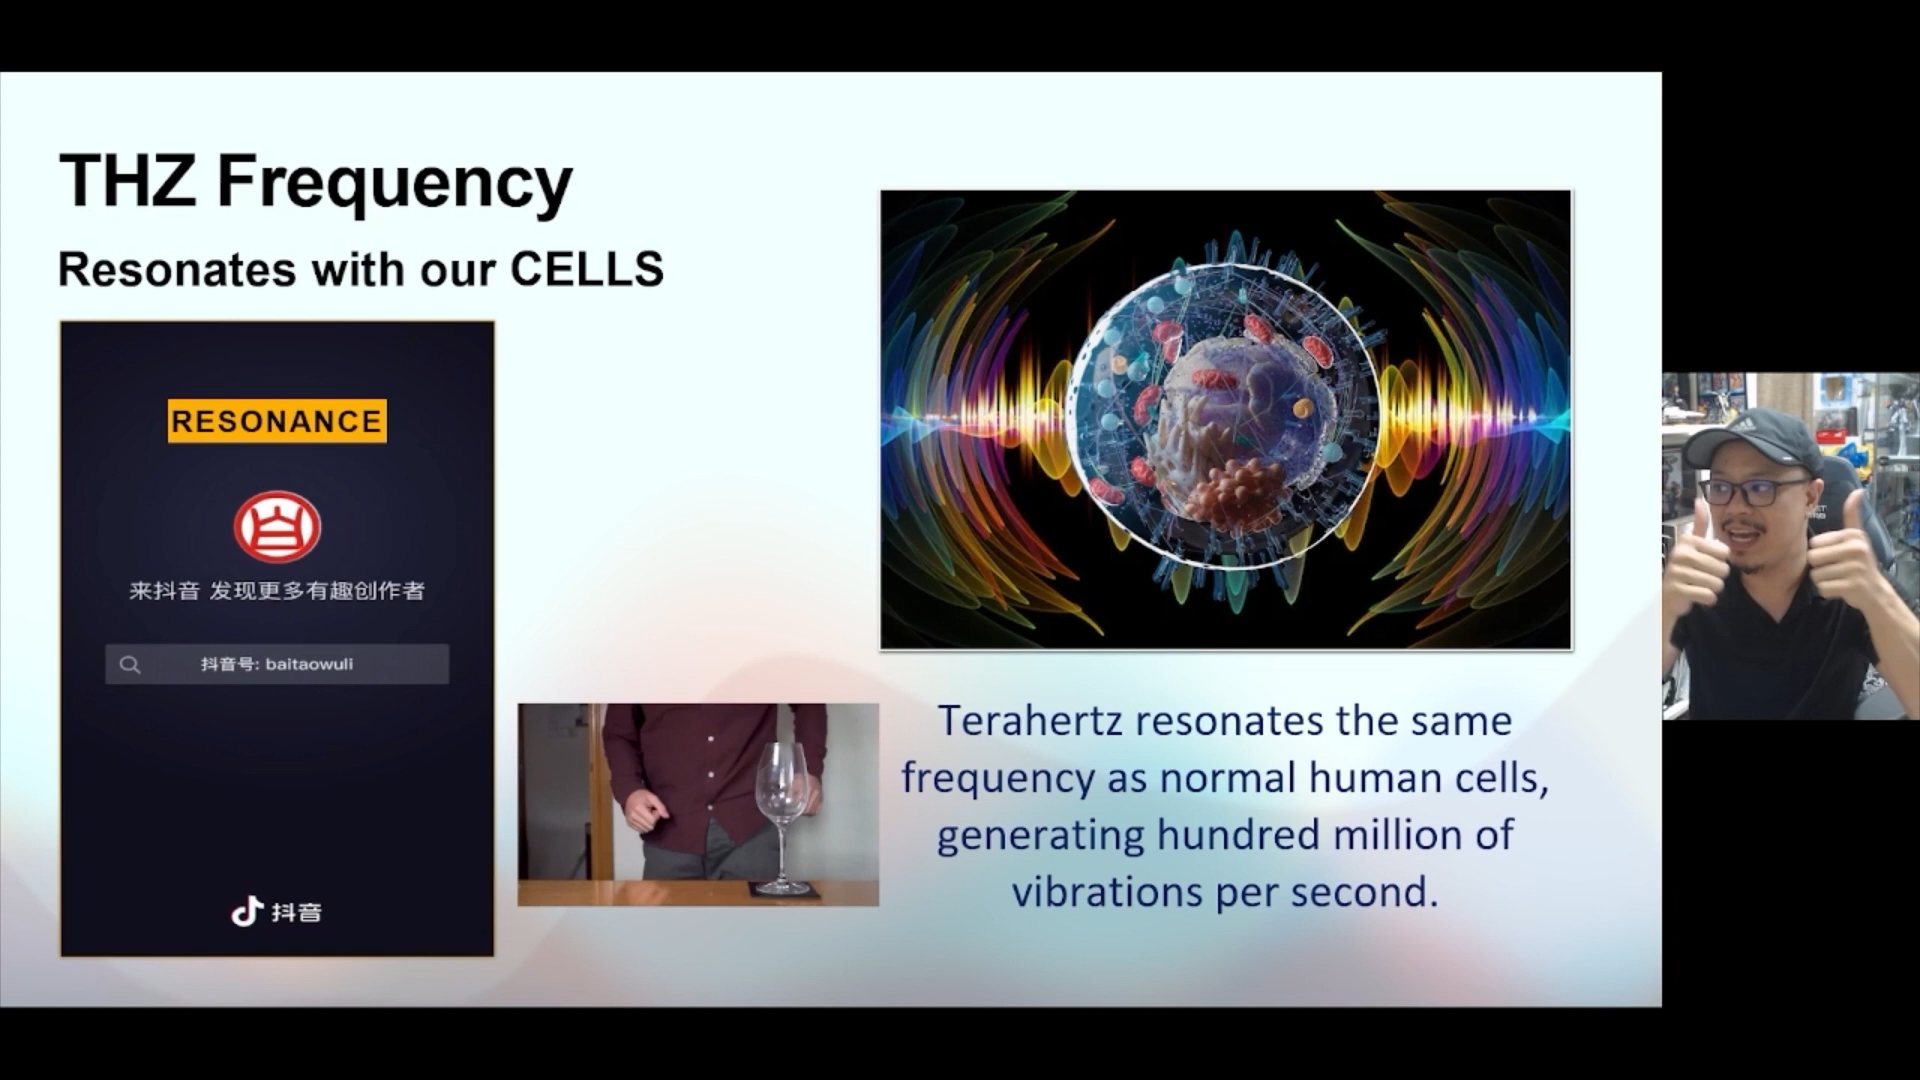 THZ Frequency
Resonates with our CELLS
RESONANCE
来抖音 发现更多有趣创作者
抖音号: baitaowuli
抖音
Terahertz resonates the same
frequency as normal human cells,
generating hundred million of
vibrations per second.